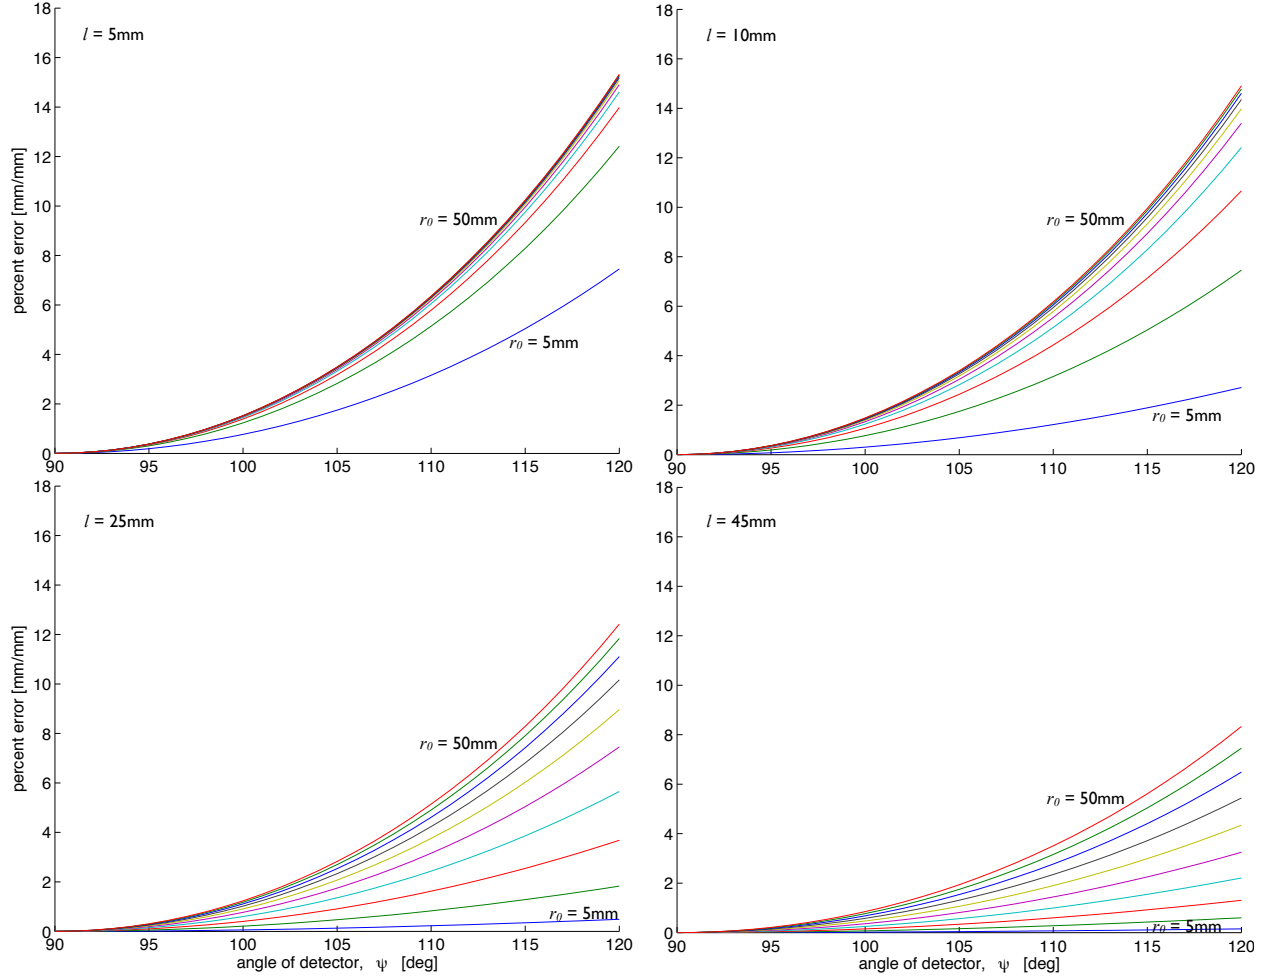 l = 5mm
percent error [mm/mm]
18
16
14
12
10
8
6
4
2
0
r0 = 50mm
r0 = 5mm
90 95 100 105 110 115 120
l = 10mm
18
16
14
12
10
8
6
4
2
0
r0 = 50mm
r0 = 5mm
90 95 100 105 110 115 120
l = 25mm
percent error [mm/mm]
18
16
14
12
10
8
6
4
2
0
r0 = 50mm
r0 = 5mm
90 95 100 105 110 115 120
angle of detector, ψ [deg]
l = 45mm
18
16
14
12
10
8
6
4
2
0
r0 = 50mm
r0 = 5mm
90 95 100 105 110 115 120
angle of detector, ψ [deg]